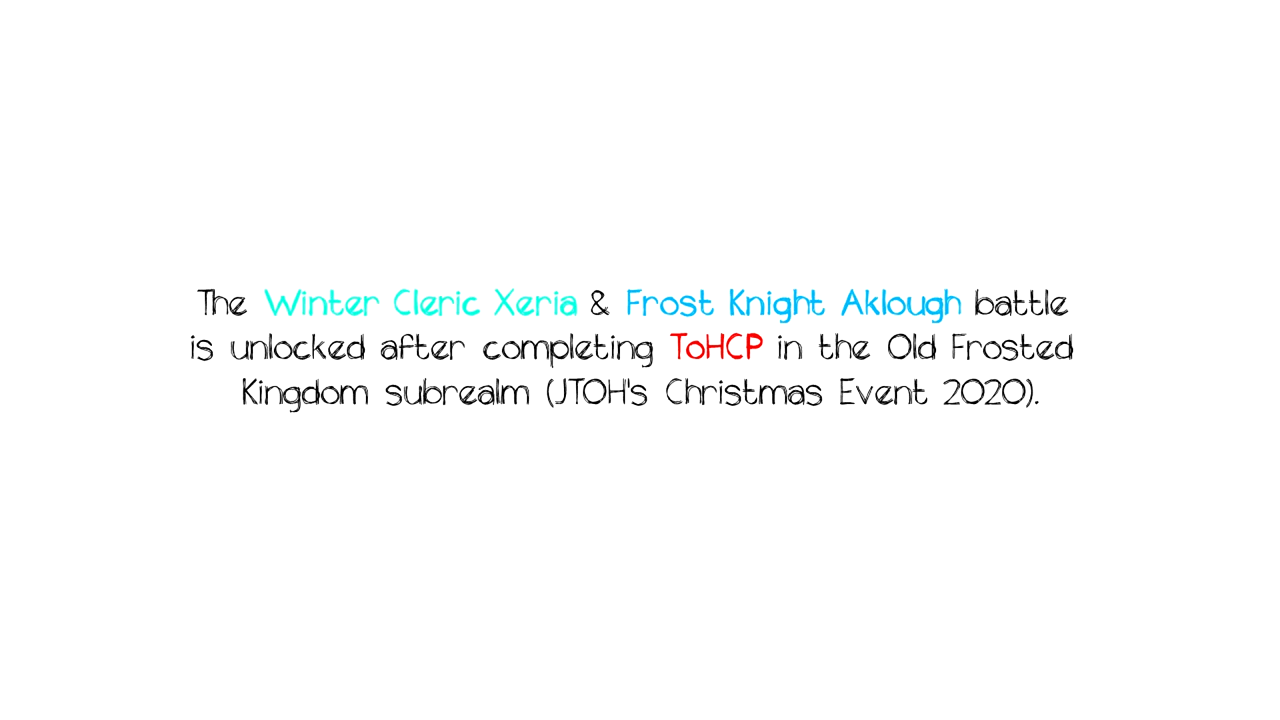 The Winter Cleric Xeria & Frost Knight Aklough battle
is unlocked after completing ToHCP in the Old Frosted
Kingdom subrealm (JTOH's Christmas Event 2020).